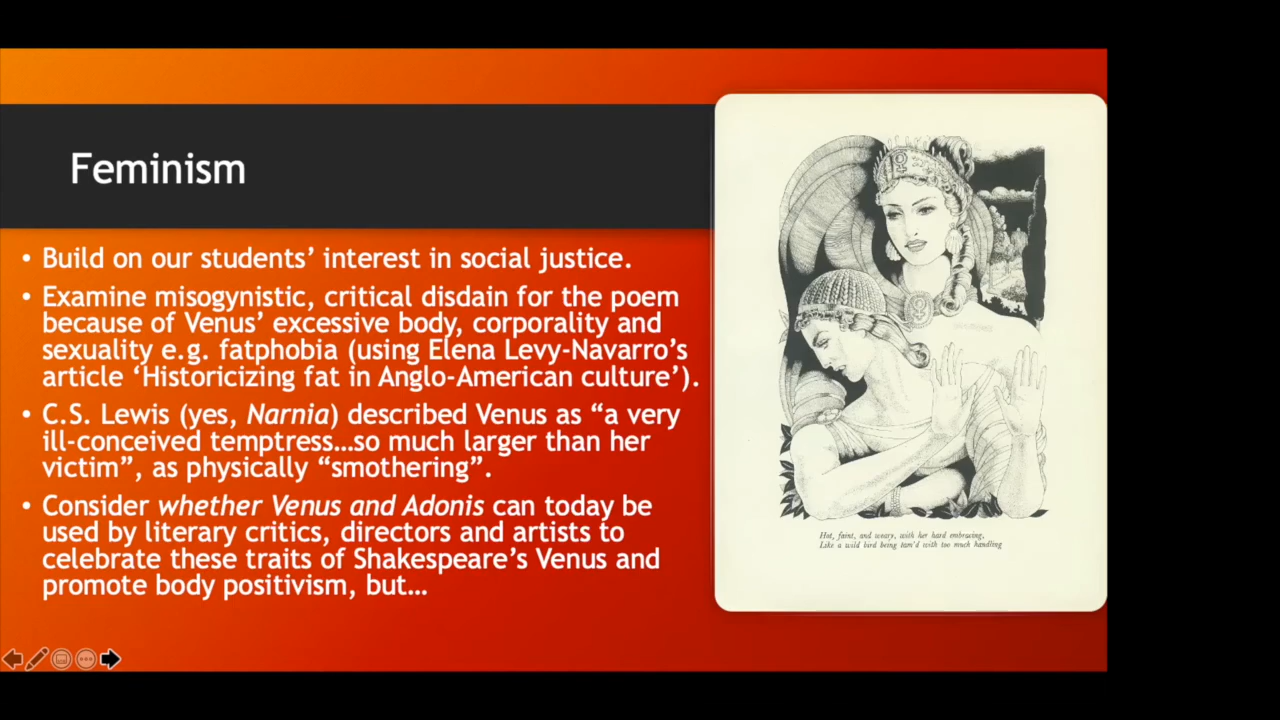 Feminism
• Build on our students’ interest in social justice.
• Examine misogynistic, critical disdain for the poem
because of Venus’ excessive body, corporality and
sexuality e.g. fatphobia (using Elena Levy-Navarro’s
article ‘Historicizing fat in Anglo-American culture’).
• C.S. Lewis (yes, Narnia) described Venus as “a very
ill-conceived temptress…so much larger than her
victim”, as physically “smothering”.
• Consider whether Venus and Adonis can today be
used by literary critics, directors and artists to
celebrate these traits of Shakespeare’s Venus and
promote body positivism, but…
Hot, faint, and weary, with her hard embracing,
Like a wild bird being tam'd with too much handling